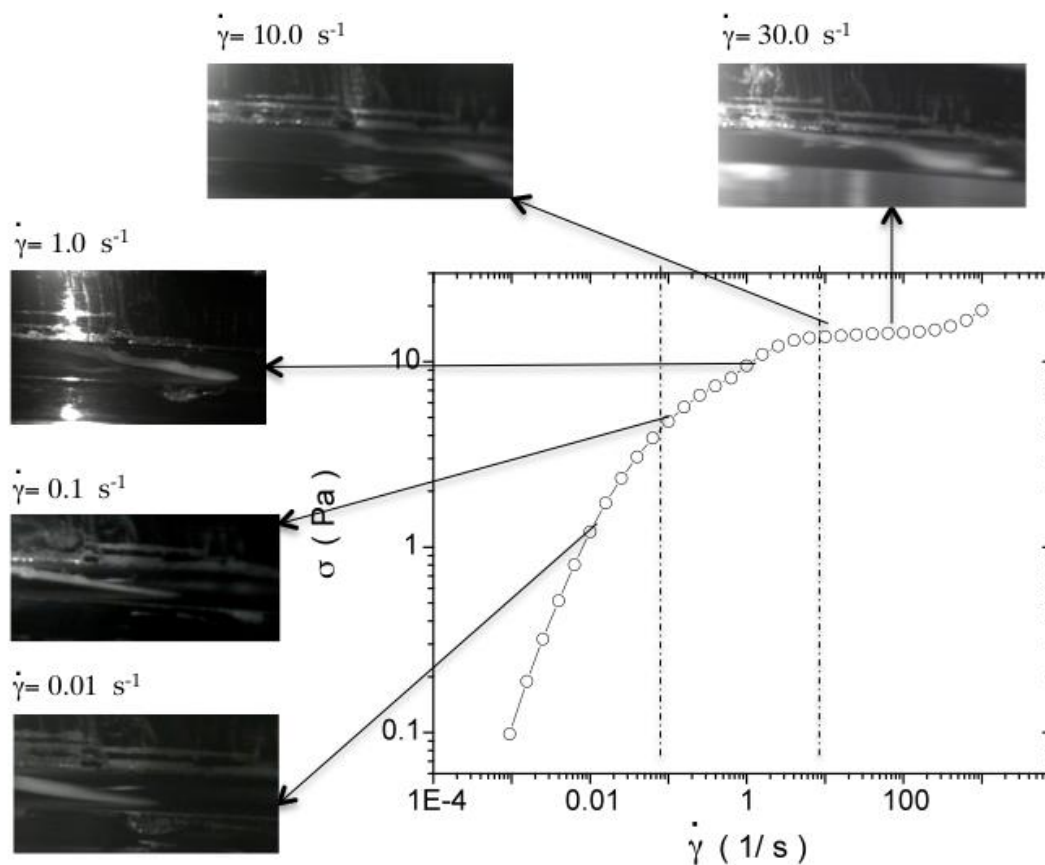 γ̇= 10.0 s⁻¹
γ̇= 30.0 s⁻¹
γ̇= 1.0 s⁻¹
γ̇= 0.1 s⁻¹
γ̇= 0.01 s⁻¹
σ ( Pa )
10
1
0.1
1E-4 0.01 1 100
γ̇ ( 1/ s )